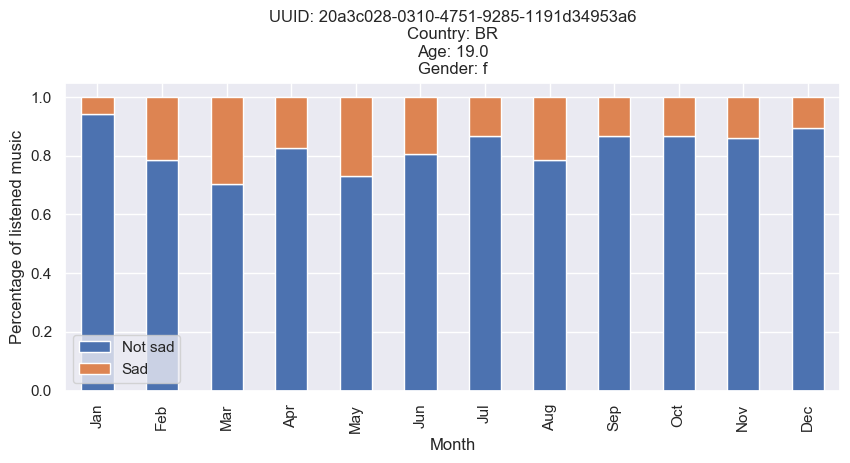 UUID: 20a3c028-0310-4751-9285-1191d34953a6
Country: BR
Age: 19.0
Gender: f
Percentage of listened music
1.0
0.8
0.6
0.4
0.2
0.0
Not sad
Sad
Jan
Feb
Mar
Apr
May
Jun
Jul
Aug
Sep
Oct
Nov
Dec
Month